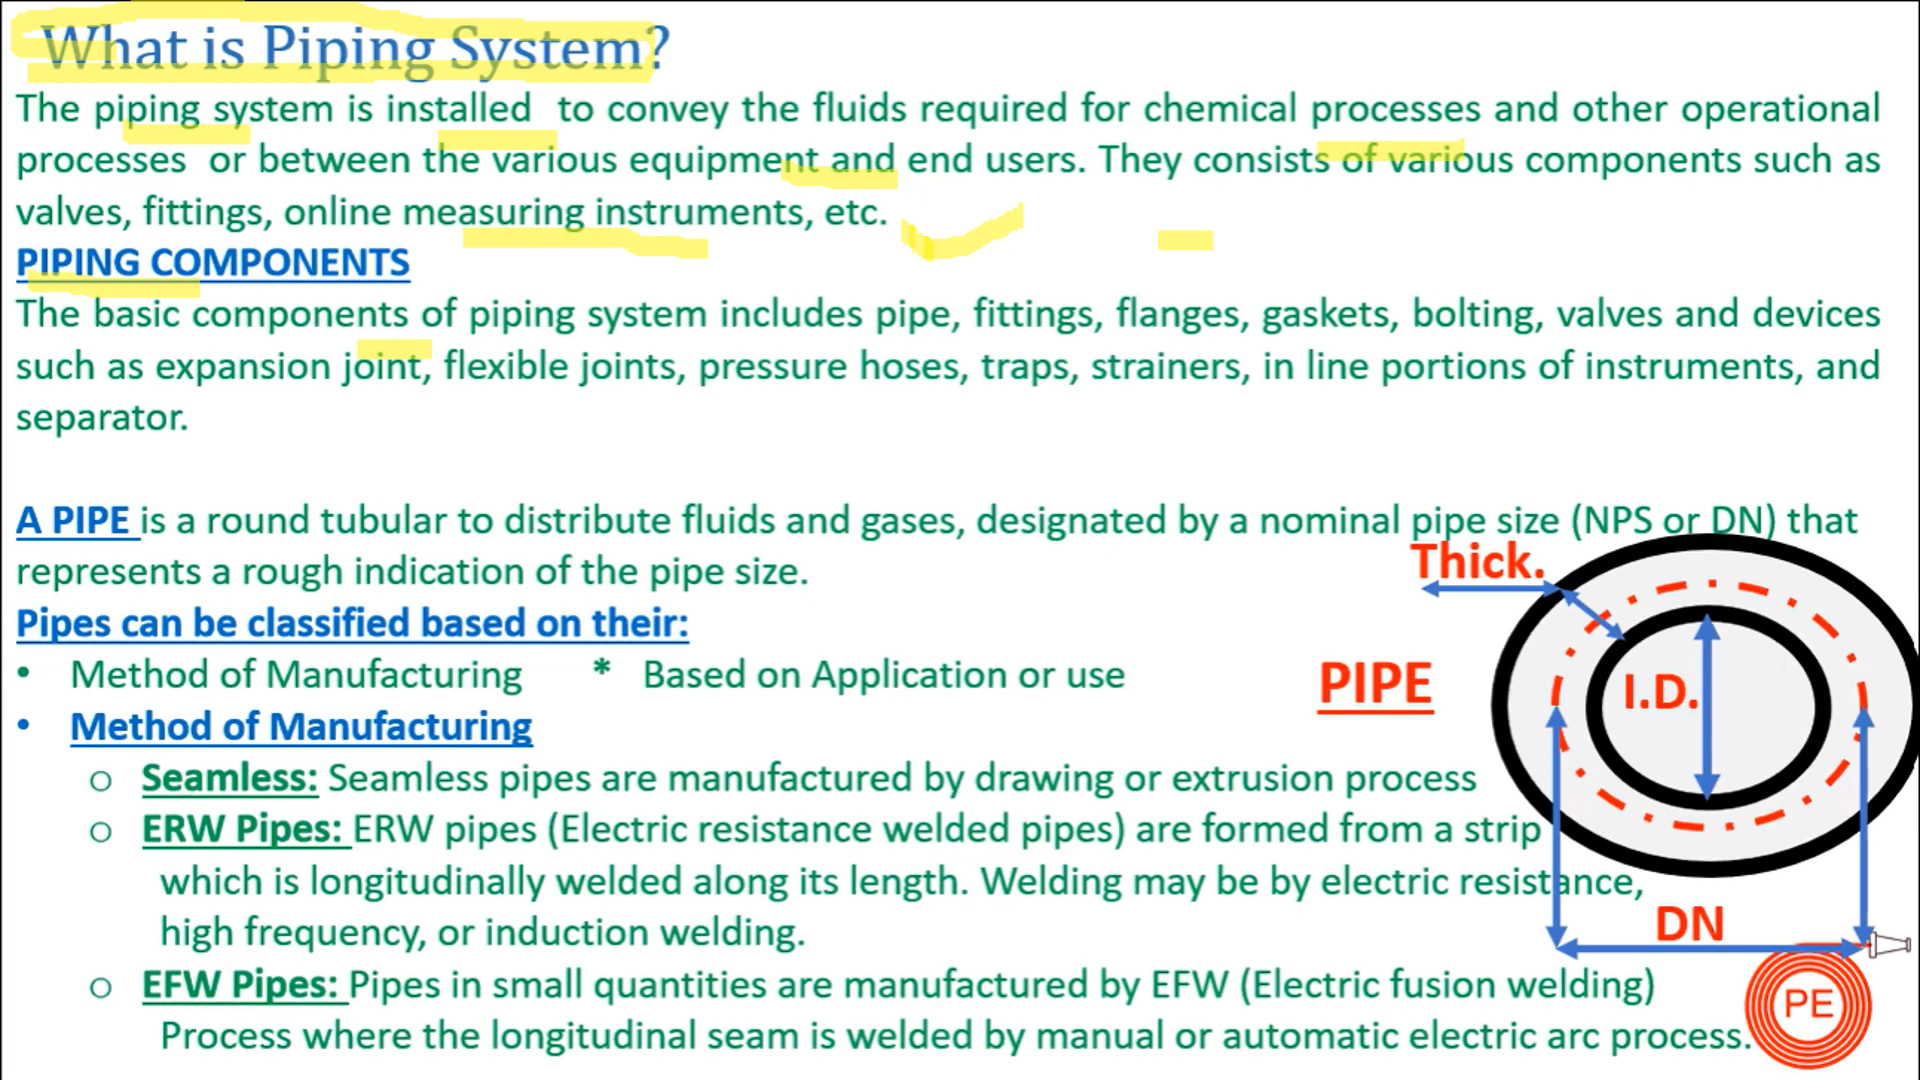 What is Piping System?
The piping system is installed to convey the fluids required for chemical processes and other operational
processes or between the various equipment and end users. They consists of various components such as
valves, fittings, online measuring instruments, etc.
PIPING COMPONENTS
The basic components of piping system includes pipe, fittings, flanges, gaskets, bolting, valves and devices
such as expansion joint, flexible joints, pressure hoses, traps, strainers, in line portions of instruments, and
separator.
A PIPE is a round tubular to distribute fluids and gases, designated by a nominal pipe size (NPS or DN) that
represents a rough indication of the pipe size.
Thick.
Pipes can be classified based on their:
• Method of Manufacturing * Based on Application or use
PIPE
I.D.
• Method of Manufacturing
o Seamless: Seamless pipes are manufactured by drawing or extrusion process
o ERW Pipes: ERW pipes (Electric resistance welded pipes) are formed from a strip
which is longitudinally welded along its length. Welding may be by electric resistance,
high frequency, or induction welding.
DN
o EFW Pipes: Pipes in small quantities are manufactured by EFW (Electric fusion welding)
Process where the longitudinal seam is welded by manual or automatic electric arc process.
PE